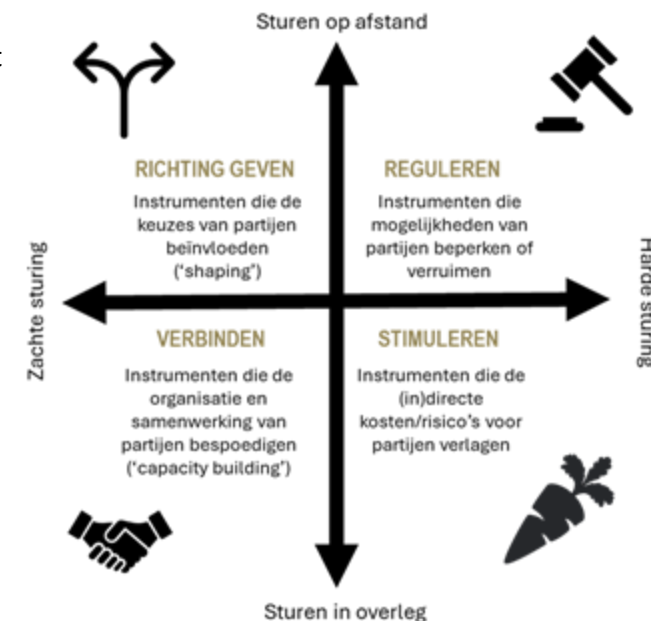 Sturen op afstand
RICHTING GEVEN
Instrumenten die de
keuzes van partijen
beïnvloeden
(‘shaping’)
REGULEREN
Instrumenten die
mogelijkheden van
partijen beperken of
verruimen
Zachte sturing
Harde sturing
VERBINDEN
Instrumenten die de
organisatie en
samenwerking van
partijen bespoedigen
(‘capacity building’)
STIMULEREN
Instrumenten die de
(in)directe
kosten/risico’s voor
partijen verlagen
Sturen in overleg